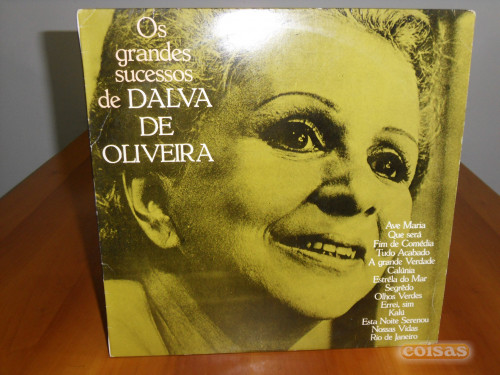 Os
grandes
sucessos
de DALVA
DE
OLIVEIRA
Ave Maria
Que será
Fim de Comédia
Tudo Acabado
A grande Verdade
Calúnia
Estrêla do Mar
Segrêdo
Olhos Verdes
Errei, sim
Kalú
Esta Noite Serenou
Nossas Vidas
Rio de Janeiro
coisas